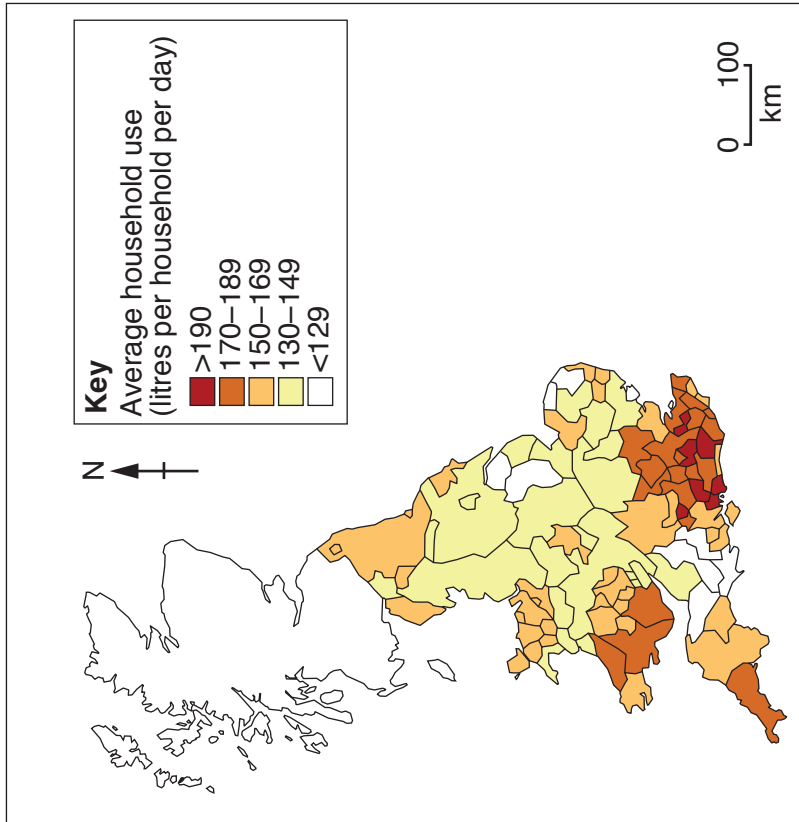 N
Key
Average household use
(litres per household per day)
>190
170–189
150–169
130–149
<129
0 100
km